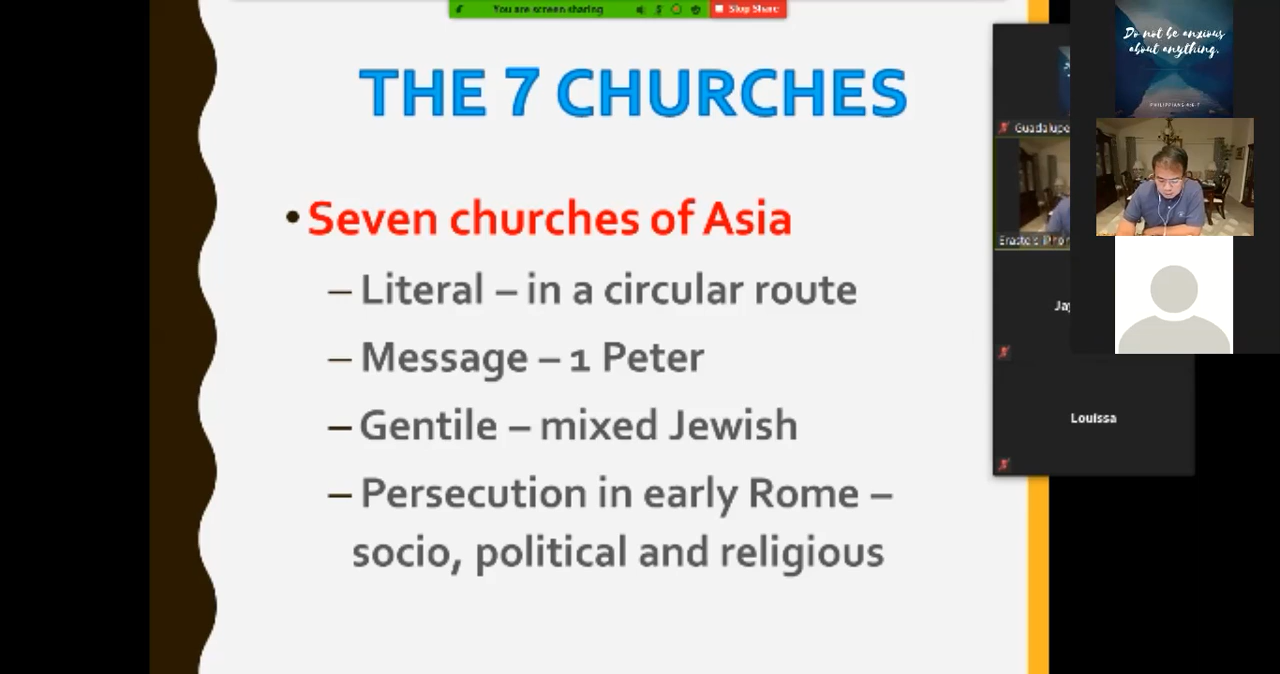 You are screen sharing
Stop Share
THE 7 CHURCHES
• Seven churches of Asia
– Literal – in a circular route
– Message – 1 Peter
– Gentile – mixed Jewish
– Persecution in early Rome –
socio, political and religious
Do not be anxious
about anything.
Guadalupe
Louissa